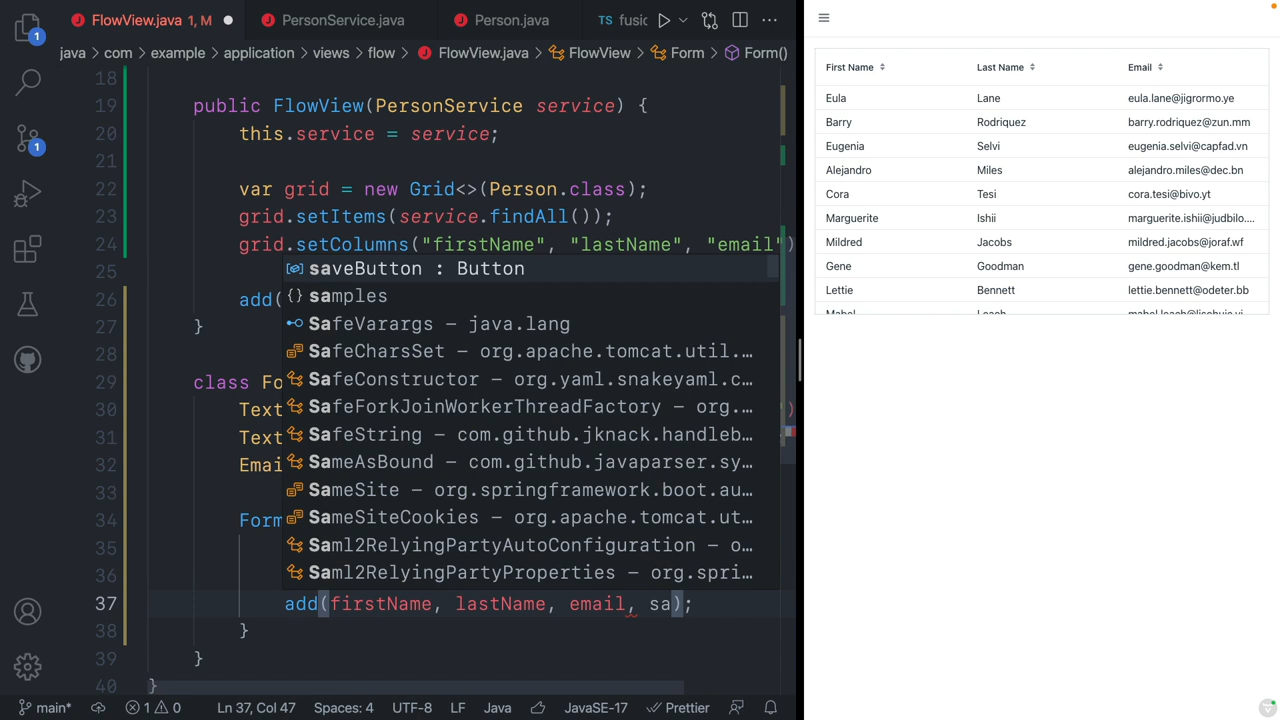 FlowView.java 1, M
PersonService.java
Person.java
TS fusic
java > com > example > application > views > flow > FlowView.java > FlowView > Form > Form()
1
1
18
19 public FlowView(PersonService service) {
20 this.service = service;
21
22 var grid = new Grid<>(Person.class);
23 grid.setItems(service.findAll());
24 grid.setColumns("firstName", "lastName", "email")
25
saveButton : Button
26 add(
samples
27 }
SafeVarargs – java.lang
28
SafeCharsSet – org.apache.tomcat.util.…
29 class Fo
SafeConstructor – org.yaml.snakeyaml.c…
30 Text
SafeForkJoinWorkerThreadFactory – org.…
)
31 Text
SafeString – com.github.jknack.handleb…
32 Emai
SameAsBound – com.github.javaparser.sy…
33
SameSite – org.springframework.boot.au…
34 Form
SameSiteCookies – org.apache.tomcat.ut…
35
Saml2RelyingPartyAutoConfiguration – o…
36
Saml2RelyingPartyProperties – org.spri…
37 add(firstName, lastName, email, sa);
38 }
39 }
40 }
main* 1 0 Ln 37, Col 47 Spaces: 4 UTF-8 LF Java JavaSE-17 Prettier
First Name Last Name Email
Eula Lane eula.lane@jigrormo.ye
Barry Rodriquez barry.rodriquez@zun.mm
Eugenia Selvi eugenia.selvi@capfad.vn
Alejandro Miles alejandro.miles@dec.bn
Cora Tesi cora.tesi@bivo.yt
Marguerite Ishii marguerite.ishii@judbilo.…
Mildred Jacobs mildred.jacobs@joraf.wf
Gene Goodman gene.goodman@kem.tl
Lettie Bennett lettie.bennett@odeter.bb